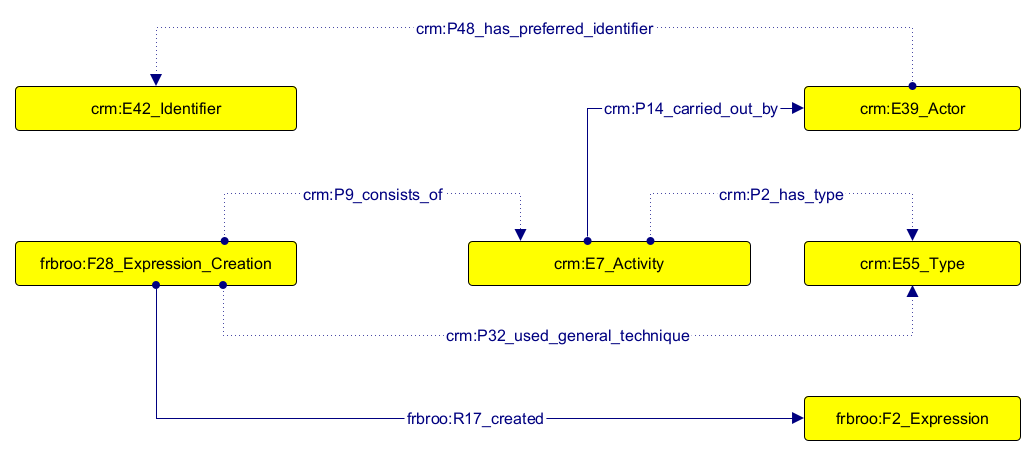 crm:P48_has_preferred_identifier
crm:E42_Identifier
crm:P14_carried_out_by
crm:E39_Actor
crm:P9_consists_of
crm:P2_has_type
frbroo:F28_Expression_Creation
crm:E7_Activity
crm:E55_Type
crm:P32_used_general_technique
frbroo:R17_created
frbroo:F2_Expression